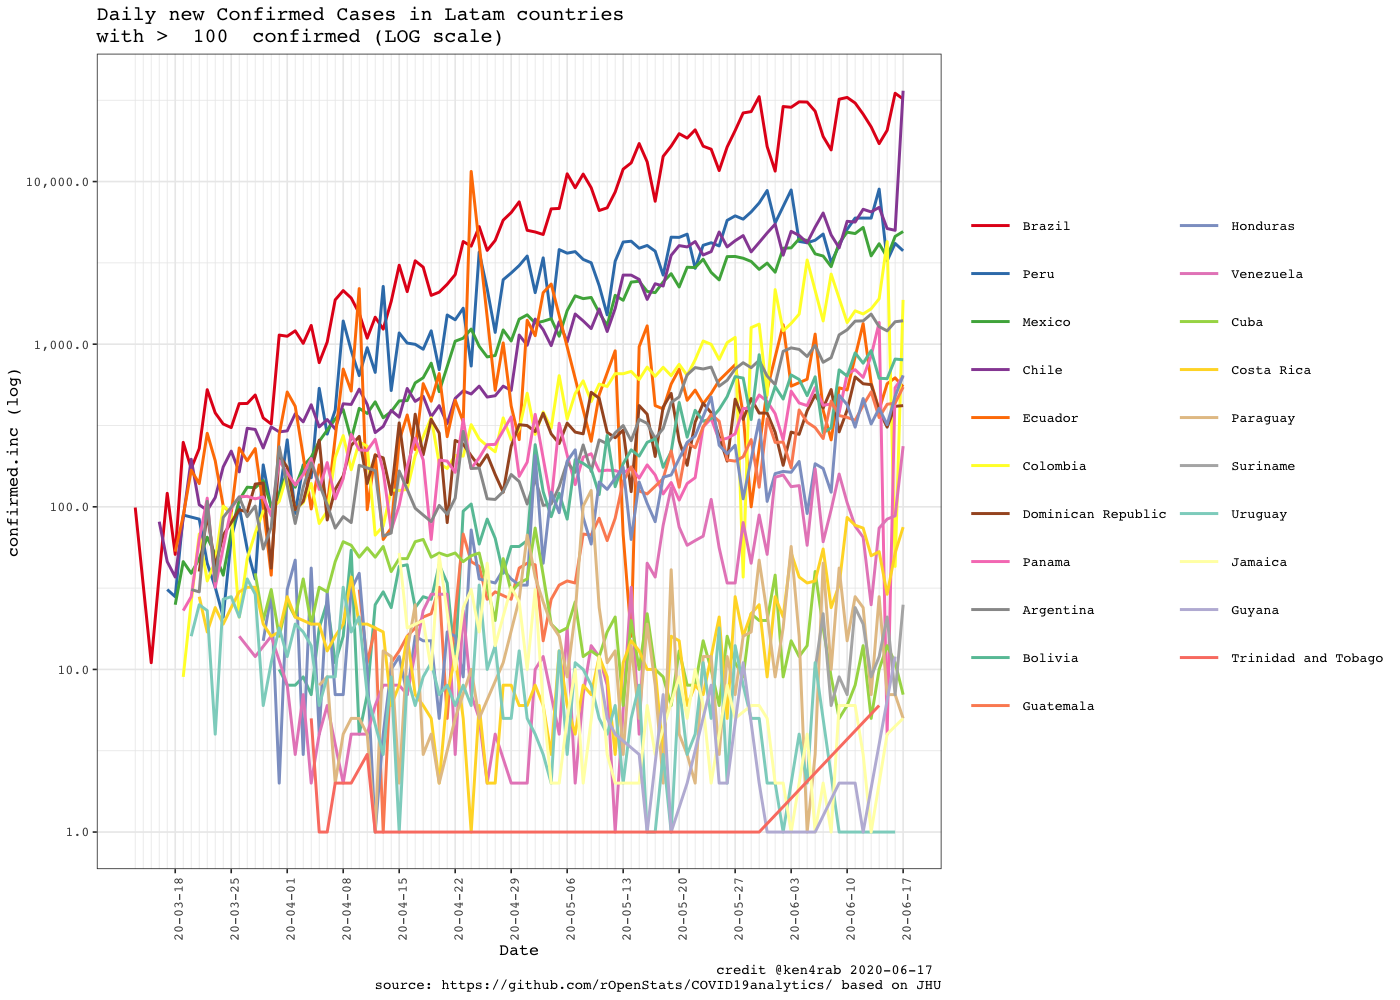 Daily new Confirmed Cases in Latam countries
with >  100  confirmed (LOG scale)
confirmed.inc (log)
10,000.0
1,000.0
100.0
10.0
1.0
20-03-18
20-03-25
20-04-01
20-04-08
20-04-15
20-04-22
20-04-29
20-05-06
20-05-13
20-05-20
20-05-27
20-06-03
20-06-10
20-06-17
Date
Brazil
Peru
Mexico
Chile
Ecuador
Colombia
Dominican Republic
Panama
Argentina
Bolivia
Guatemala
Honduras
Venezuela
Cuba
Costa Rica
Paraguay
Suriname
Uruguay
Jamaica
Guyana
Trinidad and Tobago
credit @ken4rab 2020-06-17
source: https://github.com/rOpenStats/COVID19analytics/ based on JHU